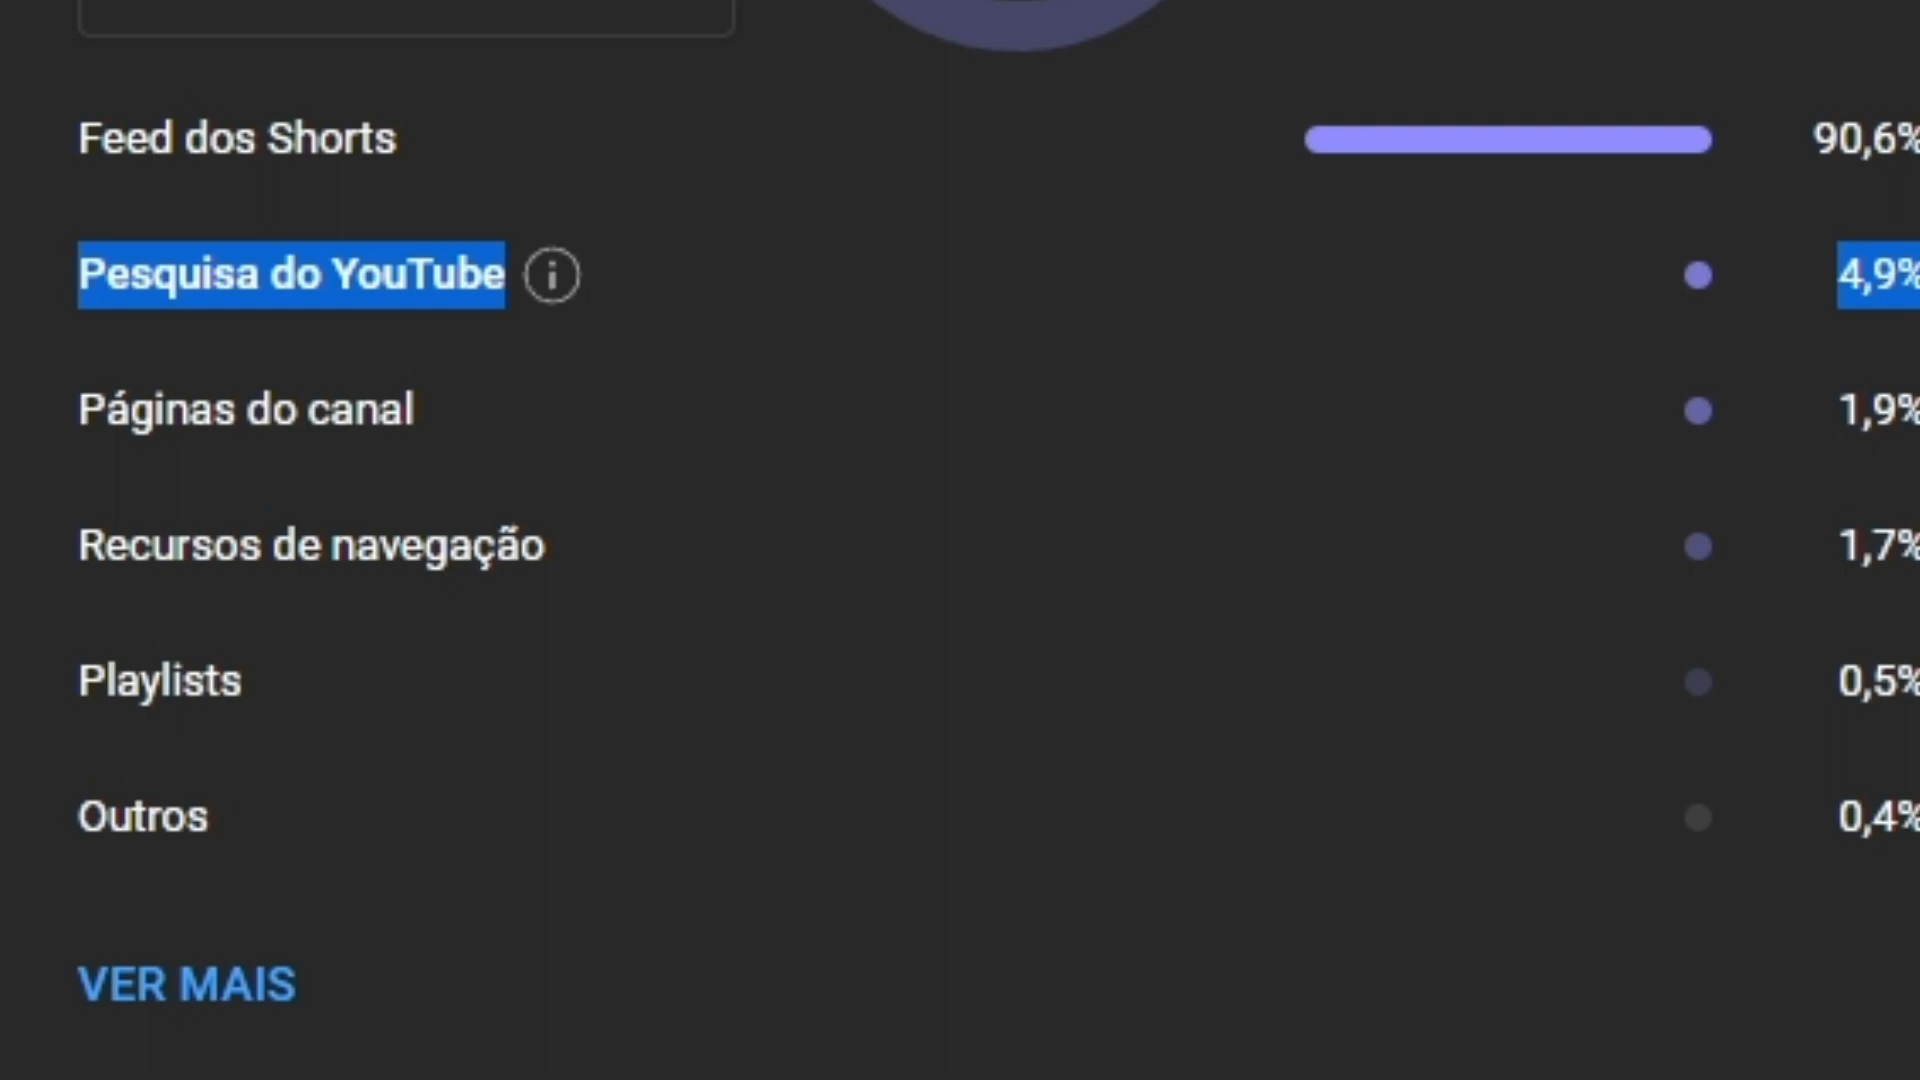 Feed dos Shorts 90,6%
Pesquisa do YouTube 4,9%
Páginas do canal 1,9%
Recursos de navegação 1,7%
Playlists 0,5%
Outros 0,4%
VER MAIS